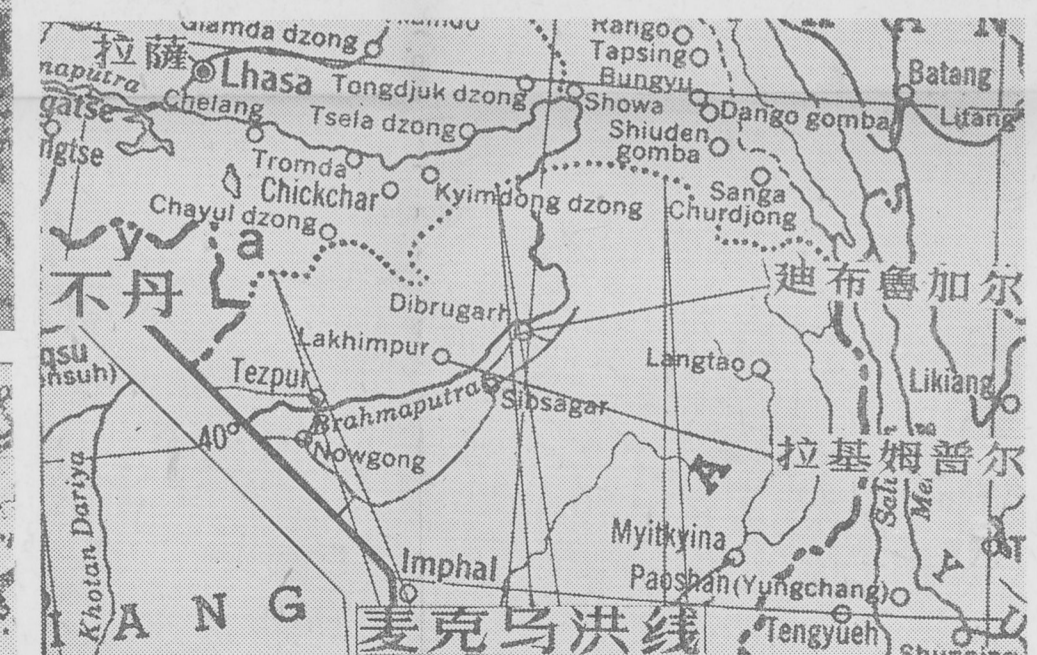 Giamda dzong
Rango
Tapsing
拉薩
Lhasa
Tongdjuk dzong
Bungyu
Batang
Chelang
Showa
Dango gomba
Litang
Tsela dzong
Shiuden
gomba
Tromda
Chickchar
Kyimdong dzong
Sanga
Churdjong
Chayul dzong
y a
不丹
廸布魯加尔
Dibrugarh
Lakhimpur
Langtao
Likiang
Tezpur
Brahmaputra
Sibsagar
40°
Nowgong
拉基姆普尔
Khotan Dariya
A
Myitkyina
Imphal
Paoshan (Yungchang)
I A N G
麦克马洪线
Tengyueh